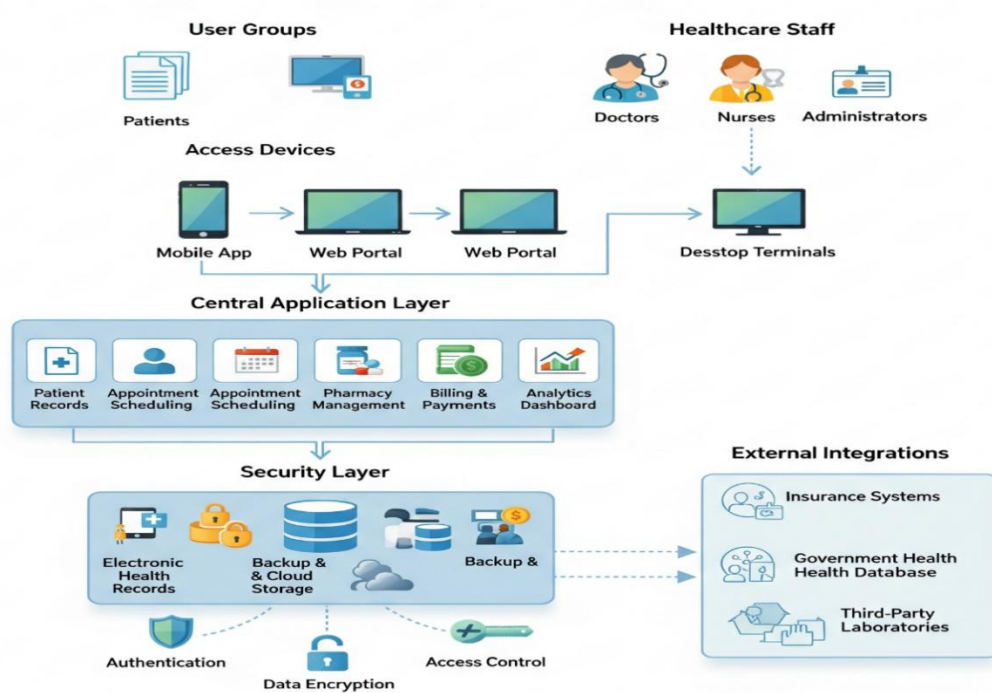 User Groups
Healthcare Staff
Patients
Doctors
Nurses
Administrators
Access Devices
Mobile App
Web Portal
Web Portal
Desstop Terminals
Central Application Layer
Patient
Records
Appointment
Scheduling
Appointment
Scheduling
Pharmacy
Management
Billing &
Payments
Analytics
Dashboard
Security Layer
External Integrations
Electronic
Health
Records
Backup &
& Cloud
Storage
Backup &
Insurance Systems
Government Health
Health Database
Third-Party
Laboratories
Authentication
Data Encryption
Access Control